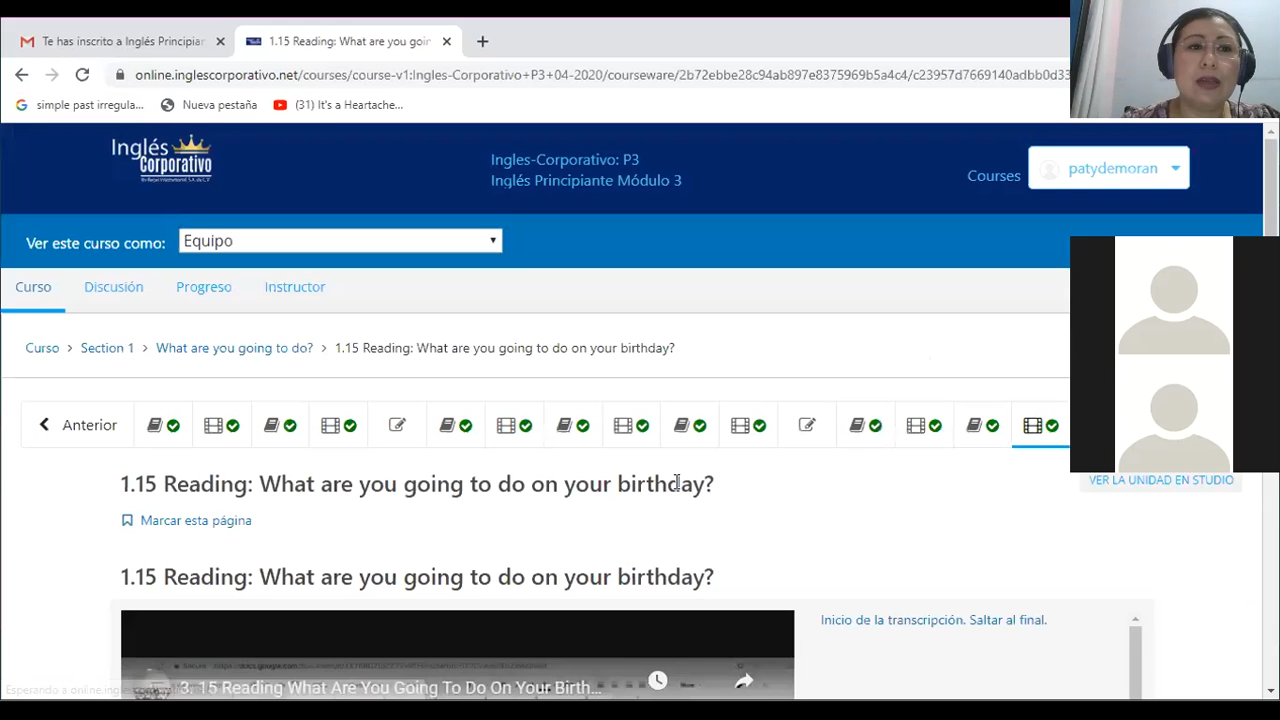 Te has inscrito a Inglés Principian
1.15 Reading: What are you goin
online.inglescorporativo.net/courses/course-v1:Ingles-Corporativo+P3+04-2020/courseware/2b72ebbe2fc94ab897e8375969b5a4c4/c23957d7669140adbb0d33
simple past irregula...
Nueva pestaña
(31) It's a Heartache...
Inglés
Corporativo
Ingles-Corporativo: P3
Inglés Principiante Módulo 3
Courses
patydemoran
Ver este curso como:
Equipo
Curso
Discusión
Progreso
Instructor
Curso > Section 1 > What are you going to do? > 1.15 Reading: What are you going to do on your birthday?
Anterior
1.15 Reading: What are you going to do on your birthday?
VER LA UNIDAD EN STUDIO
Marcar esta página
1.15 Reading: What are you going to do on your birthday?
Inicio de la transcripción. Saltar al final.
3. 15 Reading What Are You Going To Do On Your Birth...
Esperando a online.inglescorporativo